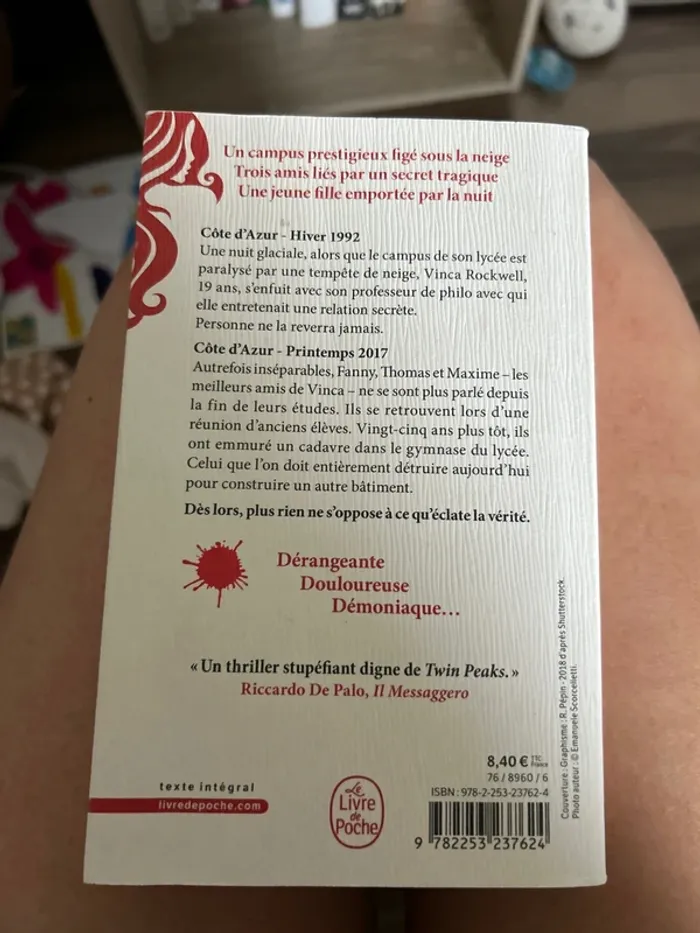 Un campus prestigieux figé sous la neige
Trois amis liés par un secret tragique
Une jeune fille emportée par la nuit
Côte d'Azur - Hiver 1992
Une nuit glaciale, alors que le campus de son lycée est
paralysé par une tempête de neige, Vinca Rockwell,
19 ans, s'enfuit avec son professeur de philo avec qui
elle entretenait une relation secrète.
Personne ne la reverra jamais.
Côte d'Azur - Printemps 2017
Autrefois inséparables, Fanny, Thomas et Maxime – les
meilleurs amis de Vinca – ne se sont plus parlé depuis
la fin de leurs études. Ils se retrouvent lors d'une
réunion d'anciens élèves. Vingt-cinq ans plus tôt, ils
ont emmuré un cadavre dans le gymnase du lycée.
Celui que l'on doit entièrement détruire aujourd'hui
pour construire un autre bâtiment.
Dès lors, plus rien ne s'oppose à ce qu'éclate la vérité.
Dérangeante
Douloureuse
Démoniaque...
« Un thriller stupéfiant digne de Twin Peaks. »
Riccardo De Palo, Il Messaggero
texte intégral
livredepoche.com
Le
Livre
de
Poche
8,40 € TTC France
76 / 8960 / 6
ISBN : 978-2-253-23762-4
9 782253 237624
Couverture : Graphisme : R. Pépin - 2018 d'après Shutterstock.
Photo auteur : © Emanuele Scorcelletti.